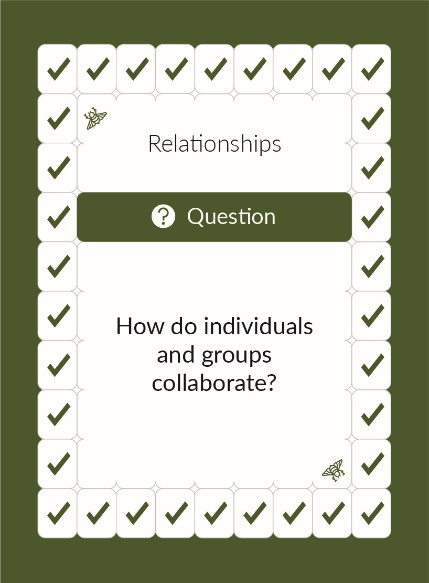 Relationships
Question
How do individuals
and groups
collaborate?